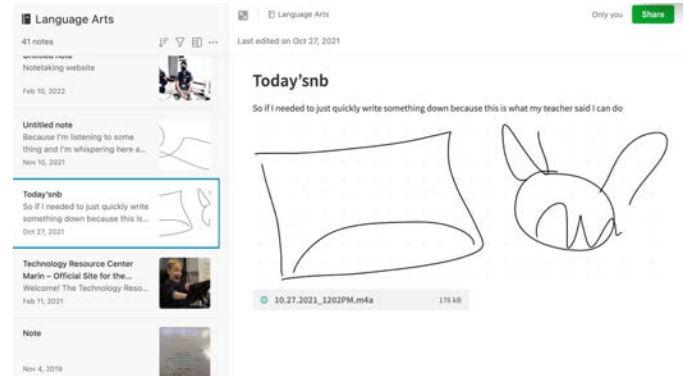 Language Arts
41 notes
Untitled note
Notetaking website
Feb 10, 2022
Untitled note
Because I'm listening to some
thing and I'm whispering here a...
Nov 10, 2021
Today'snb
So if I needed to just quickly write
something down because this is...
Oct 27, 2021
Technology Resource Center
Marin – Official Site for the...
Welcome! The Technology Reso...
Feb 11, 2021
Note
Nov 4, 2019
Language Arts
Only you
Share
Last edited on Oct 27, 2021
Today'snb
So if I needed to just quickly write something down because this is what my teacher said I can do
10.27.2021_1202PM.m4a
176 kB